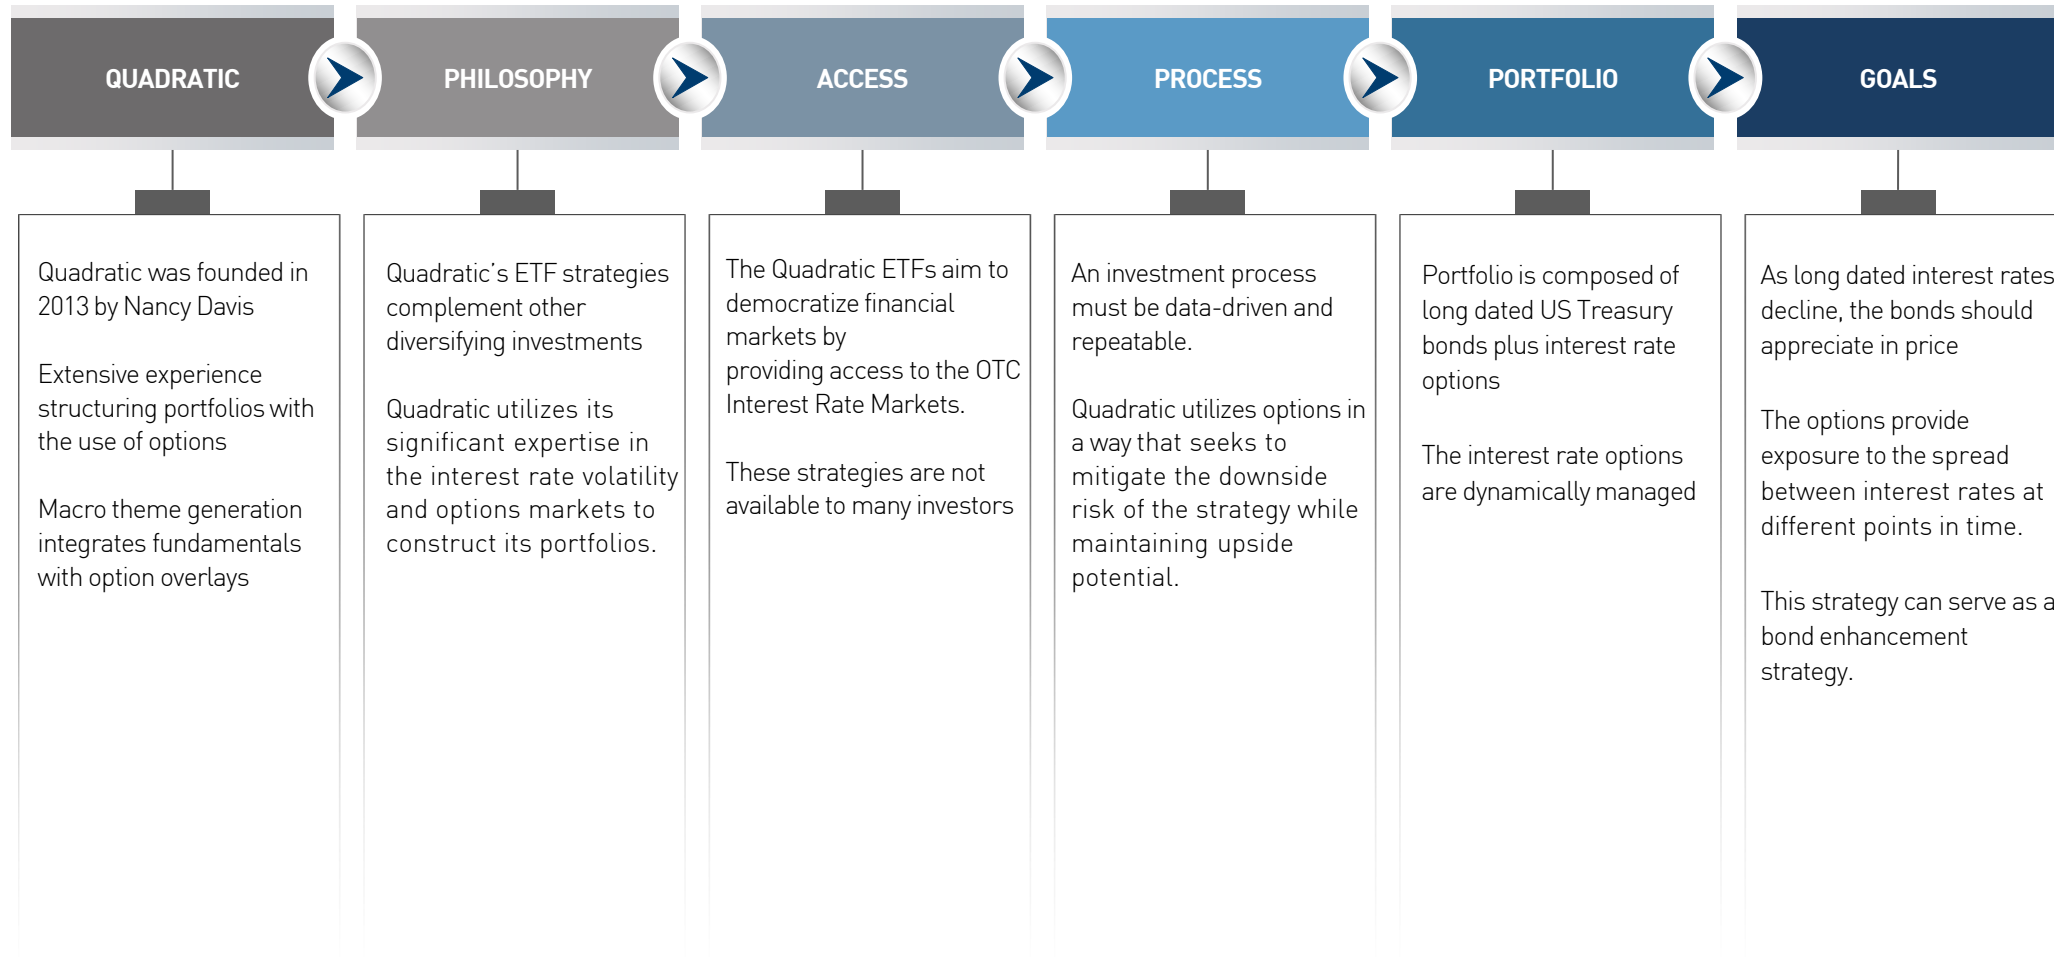 QUADRATIC
PHILOSOPHY
ACCESS
PROCESS
PORTFOLIO
GOALS
Quadratic was founded in
2013 by Nancy Davis
Extensive experience
structuring portfolios with
the use of options
Macro theme generation
integrates fundamentals
with option overlays
Quadratic's ETF strategies
complement other
diversifying investments
Quadratic utilizes its
significant expertise in
the interest rate volatility
and options markets to
construct its portfolios.
The Quadratic ETFs aim to
democratize financial
markets by
providing access to the OTC
Interest Rate Markets.
These strategies are not
available to many investors
An investment process
must be data-driven and
repeatable.
Quadratic utilizes options in
a way that seeks to
mitigate the downside
risk of the strategy while
maintaining upside
potential.
Portfolio is composed of
long dated US Treasury
bonds plus interest rate
options
The interest rate options
are dynamically managed
As long dated interest rates
decline, the bonds should
appreciate in price
The options provide
exposure to the spread
between interest rates at
different points in time.
This strategy can serve as a
bond enhancement
strategy.